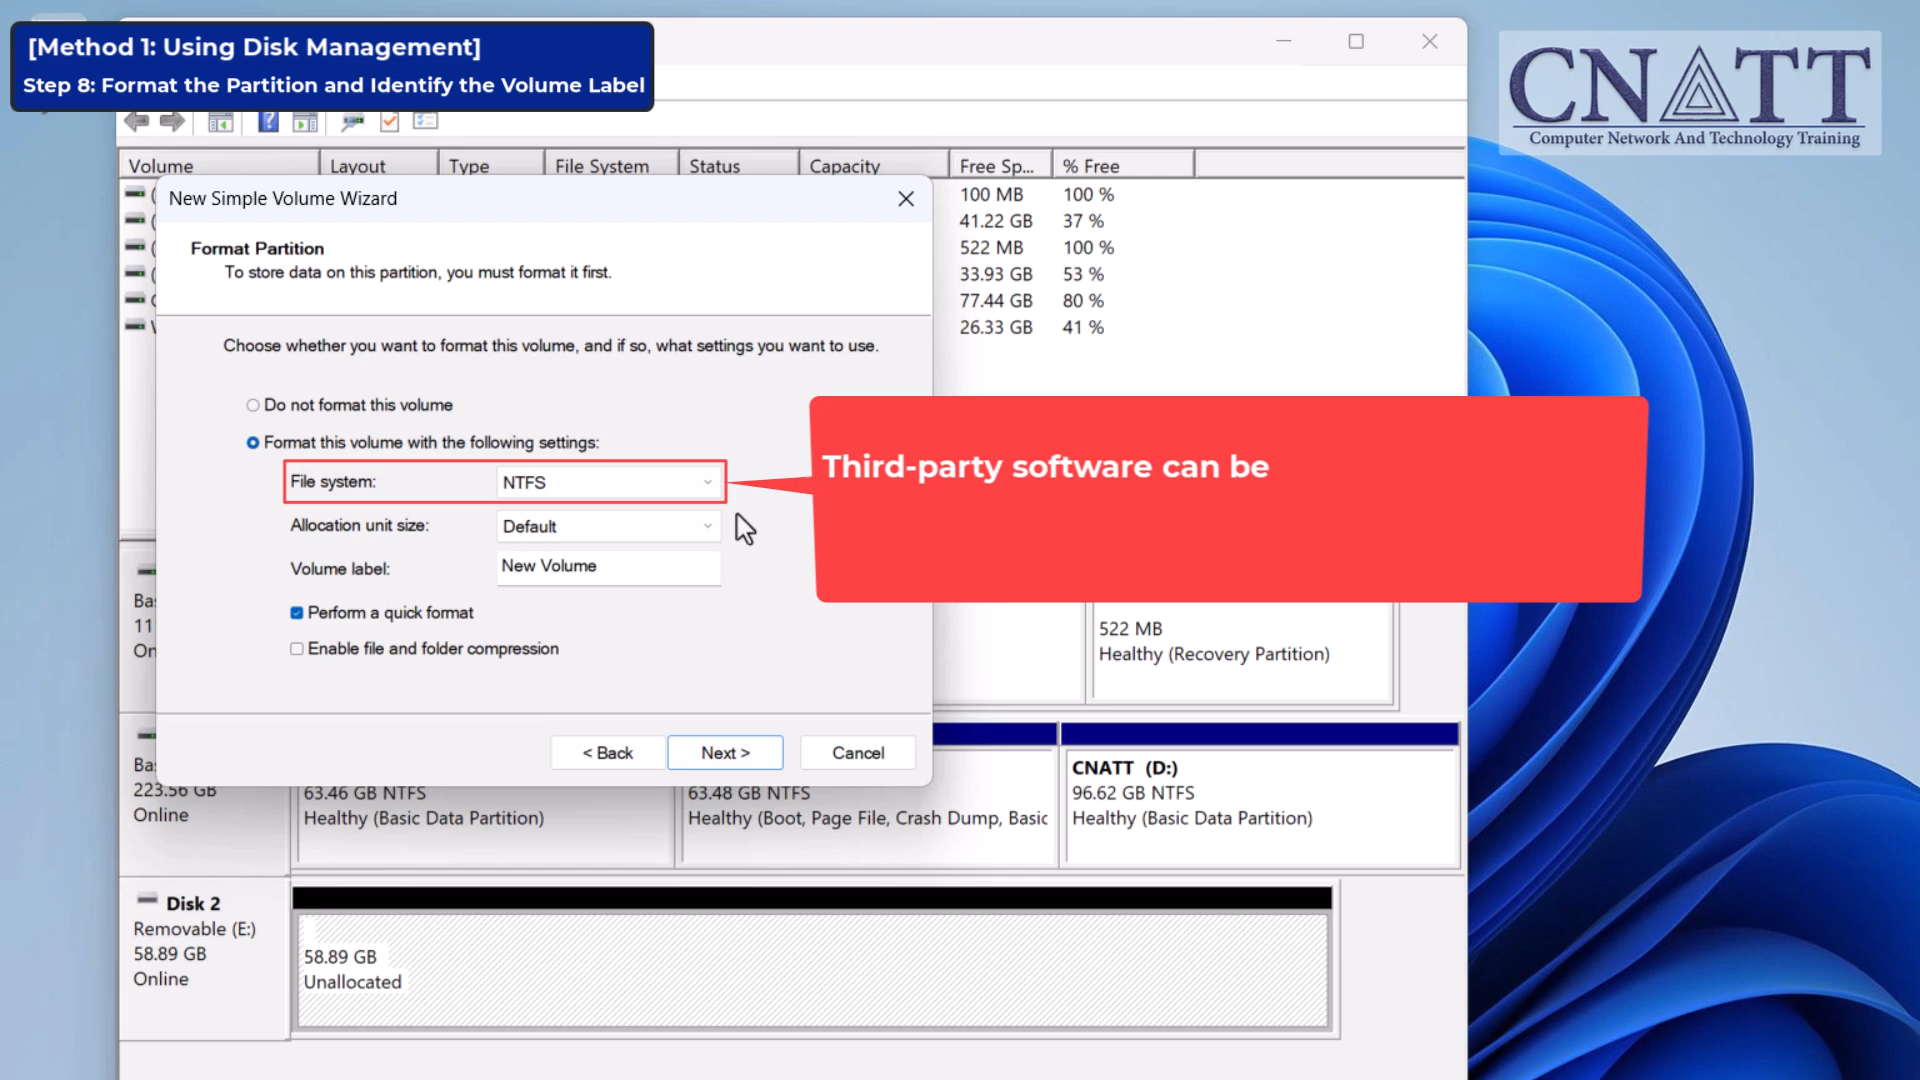 [Method 1: Using Disk Management]
Step 8: Format the Partition and Identify the Volume Label
CNATT
Computer Network And Technology Training
Volume Layout Type File System Status Capacity Free Sp... % Free
100 MB 100 %
41.22 GB 37 %
522 MB 100 %
33.93 GB 53 %
77.44 GB 80 %
26.33 GB 41 %
New Simple Volume Wizard
Format Partition
To store data on this partition, you must format it first.
Choose whether you want to format this volume, and if so, what settings you want to use.
Do not format this volume
Format this volume with the following settings:
File system: NTFS
Allocation unit size: Default
Volume label: New Volume
Perform a quick format
Enable file and folder compression
< Back Next > Cancel
Third-party software can be
522 MB
Healthy (Recovery Partition)
223.56 GB
Online
63.46 GB NTFS
Healthy (Basic Data Partition)
63.48 GB NTFS
Healthy (Boot, Page File, Crash Dump, Basic
CNATT (D:)
96.62 GB NTFS
Healthy (Basic Data Partition)
Disk 2
Removable (E:)
58.89 GB
Online
58.89 GB
Unallocated